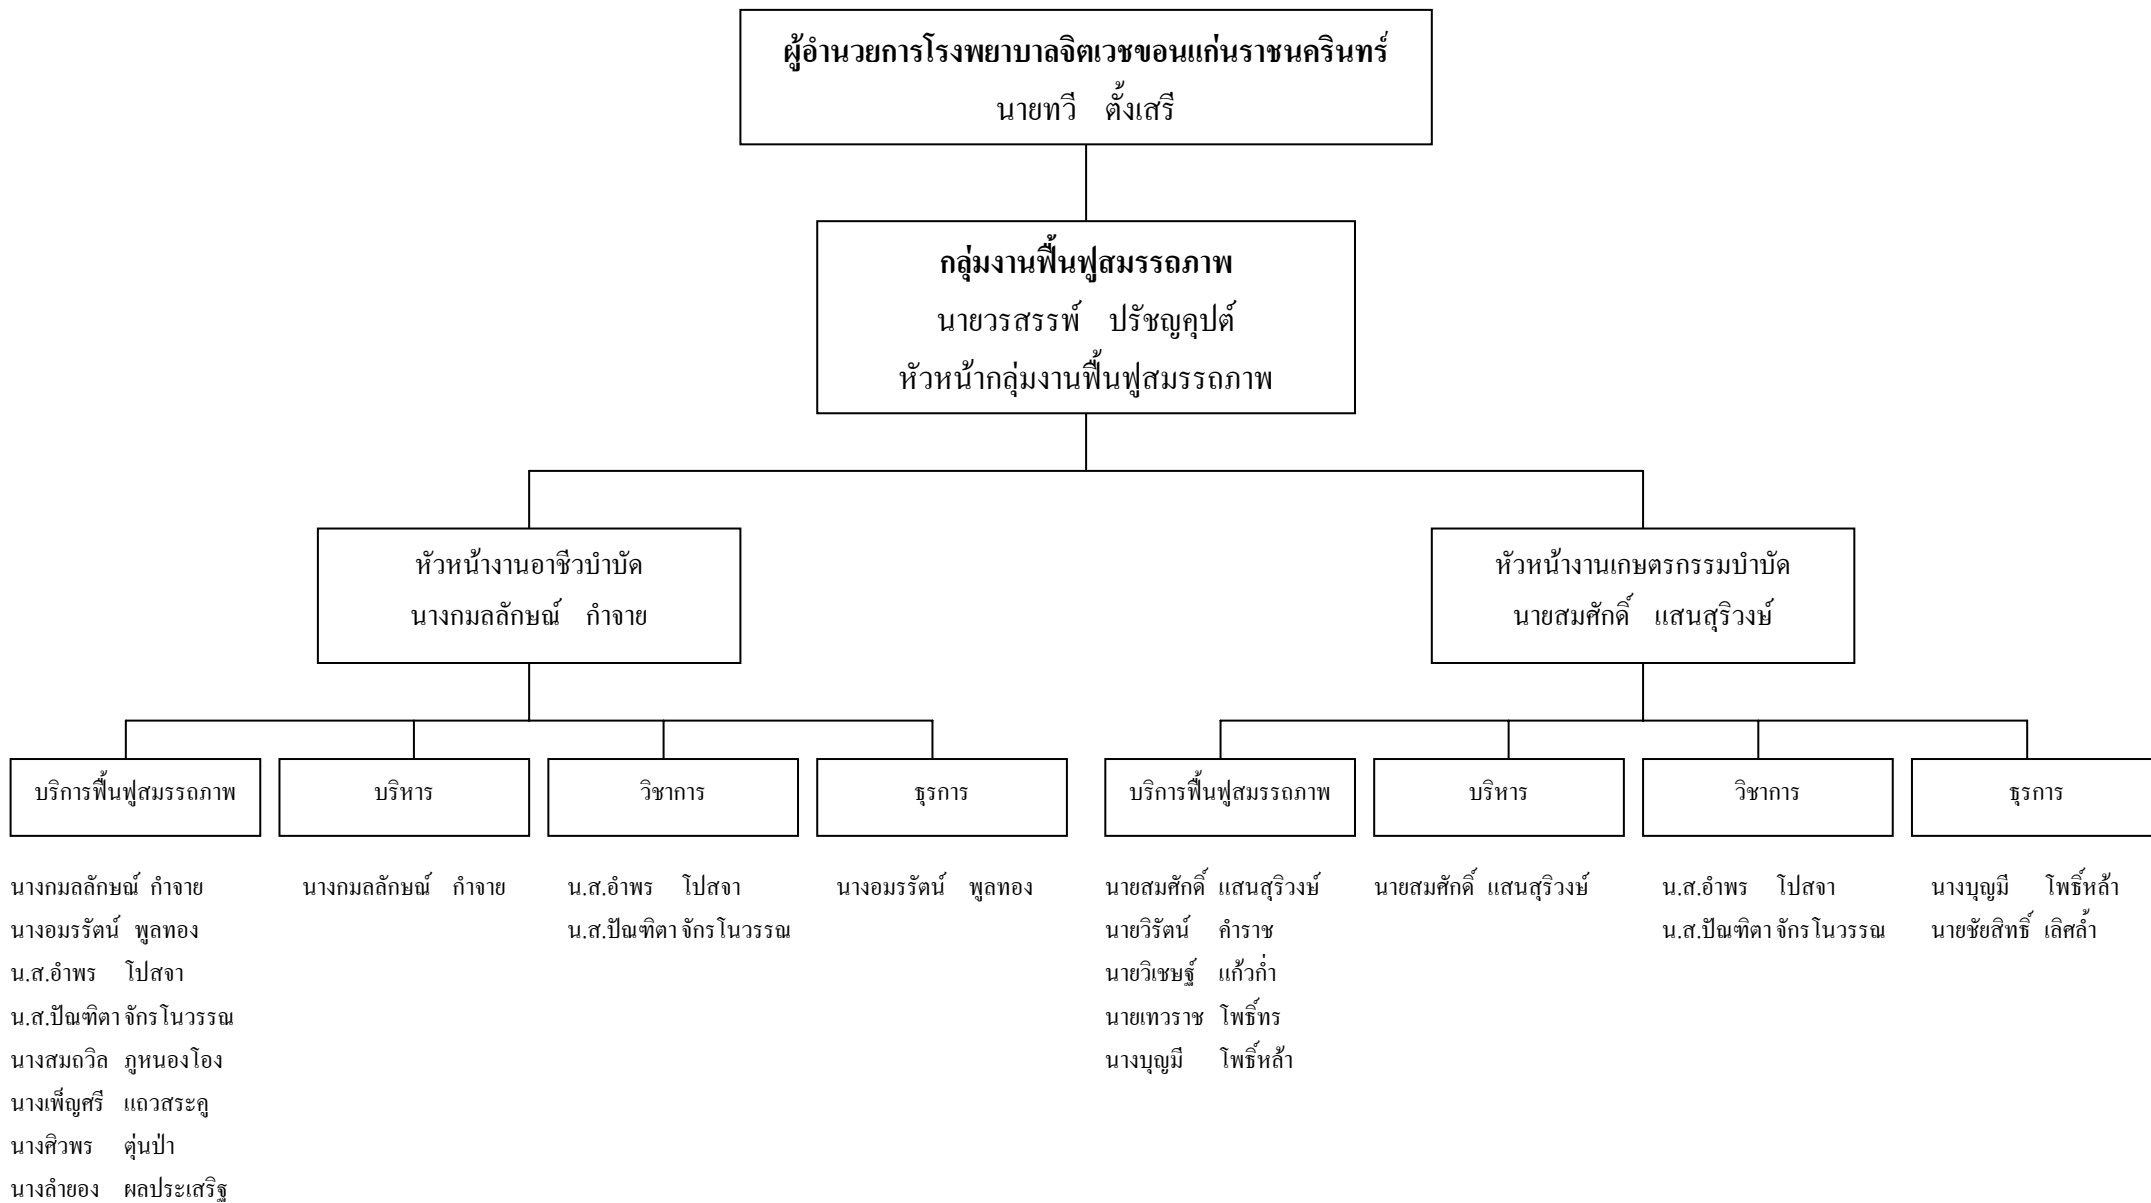 ผู้อำนวยการโรงพยาบาลจิตเวชขอนแก่นราชนครินทร์
นายทวี ตั้งเสรี
กลุ่มงานฟื้นฟูสมรรถภาพ
นายวรสรรพ์ ปรัชญคุปต์
หัวหน้ากลุ่มงานฟื้นฟูสมรรถภาพ
หัวหน้างานอาชีวบำบัด
นางกมลลักษณ์ กำจาย
หัวหน้างานเกษตรกรรมบำบัด
นายสมศักดิ์ แสนสุริวงษ์
บริการฟื้นฟูสมรรถภาพ
บริหาร
วิชาการ
ธุรการ
บริการฟื้นฟูสมรรถภาพ
บริหาร
วิชาการ
ธุรการ
นางกมลลักษณ์ กำจาย
นางอมรรัตน์ พูลทอง
น.ส.อำพร โปสจา
น.ส.ปัณฑิตา จักรโนวรรณ
นางสมถวิล ภูหนองโอง
นางเพ็ญศรี แถวสระคู
นางศิวพร ตุ่นป่า
นางลำยอง ผลประเสริฐ
นางกมลลักษณ์ กำจาย
น.ส.อำพร โปสจา
น.ส.ปัณฑิตา จักรโนวรรณ
นางอมรรัตน์ พูลทอง
นายสมศักดิ์ แสนสุริวงษ์
นายวิรัตน์ คำราช
นายวิเชษฐ์ แก้วก่ำ
นายเทวราช โพธิ์ทร
นางบุญมี โพธิ์หล้า
นายสมศักดิ์ แสนสุริวงษ์
น.ส.อำพร โปสจา
น.ส.ปัณฑิตา จักรโนวรรณ
นางบุญมี โพธิ์หล้า
นายชัยสิทธิ์ เลิศล้ำ